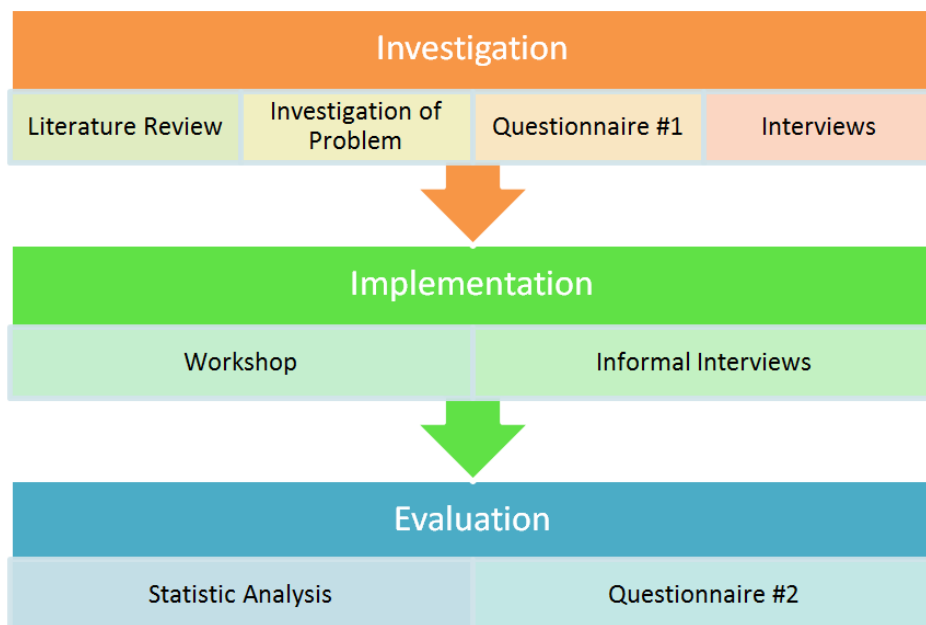 Investigation
Literature Review
Investigation of
Problem
Questionnaire #1
Interviews
Implementation
Workshop
Informal Interviews
Evaluation
Statistic Analysis
Questionnaire #2